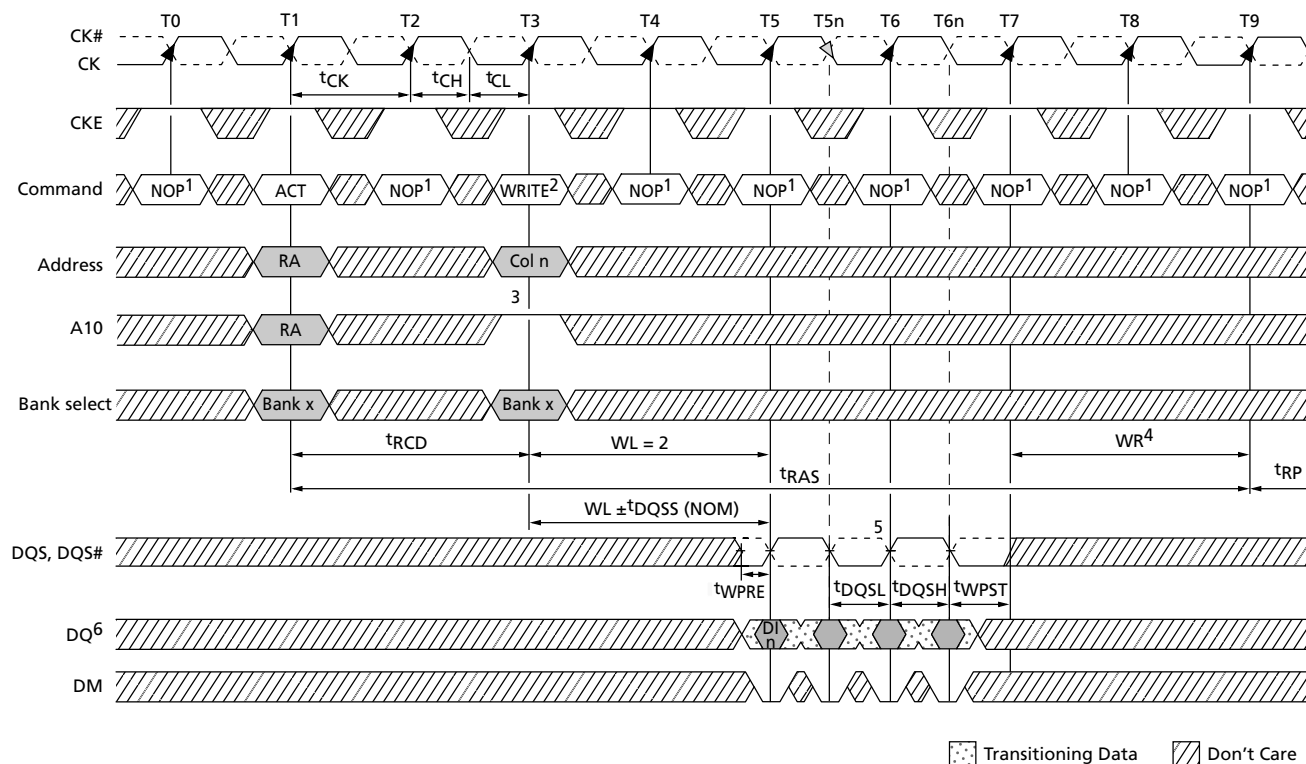 T0 T1 T2 T3 T4 T5 T5n T6 T6n T7 T8 T9
CK#
CK
tCK tCH tCL
CKE
Command NOP1 ACT NOP1 WRITE2 NOP1 NOP1 NOP1 NOP1 NOP1 NOP1
Address RA Col n
3
A10 RA
Bank select Bank x Bank x
tRCD WL = 2 WR4
tRAS tRP
WL ±tDQSS (NOM)
5
DQS, DQS#
tWPRE tDQSL tDQSH tWPST
DQ6 DI
n
DM
Transitioning Data Don't Care